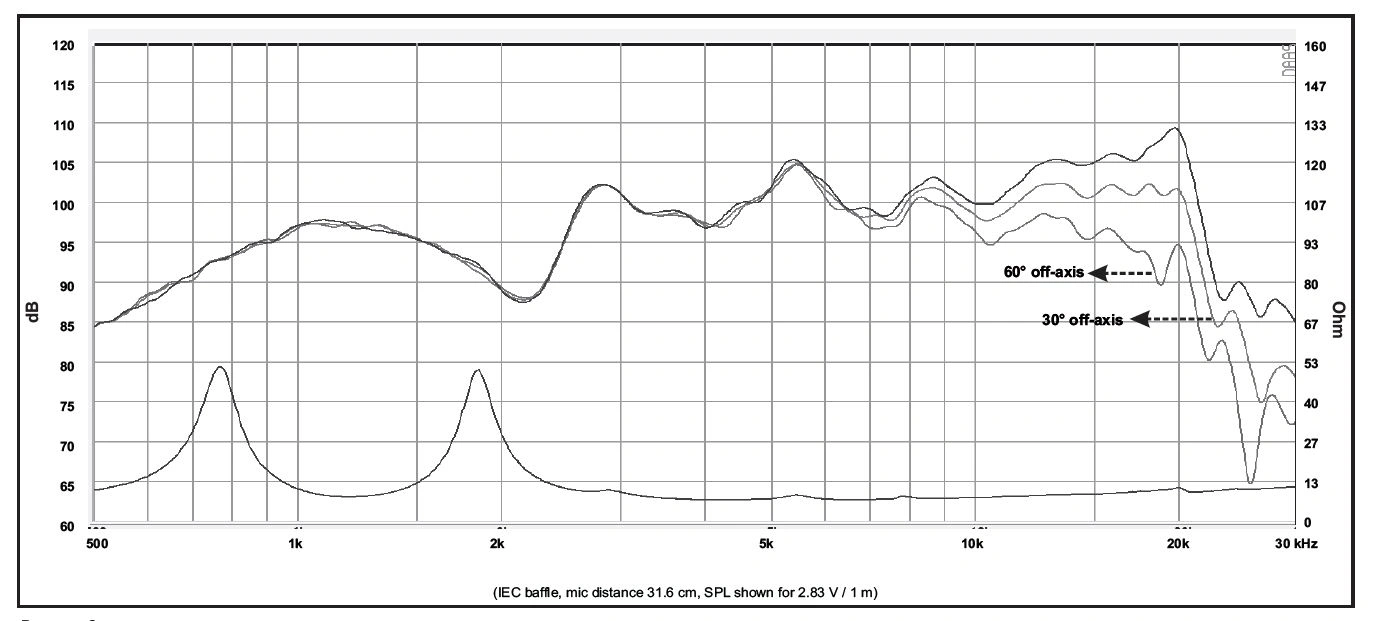 120 160
115 147
DAAS
110 133
105 120
100 107
95 93
60° off-axis
90 80
dB Ohm
30° off-axis
85 67
80 53
75 40
70 27
65 13
60 0
500 1k 2k 5k 10k 20k 30 kHz
(IEC baffle, mic distance 31.6 cm, SPL shown for 2.83 V / 1 m)